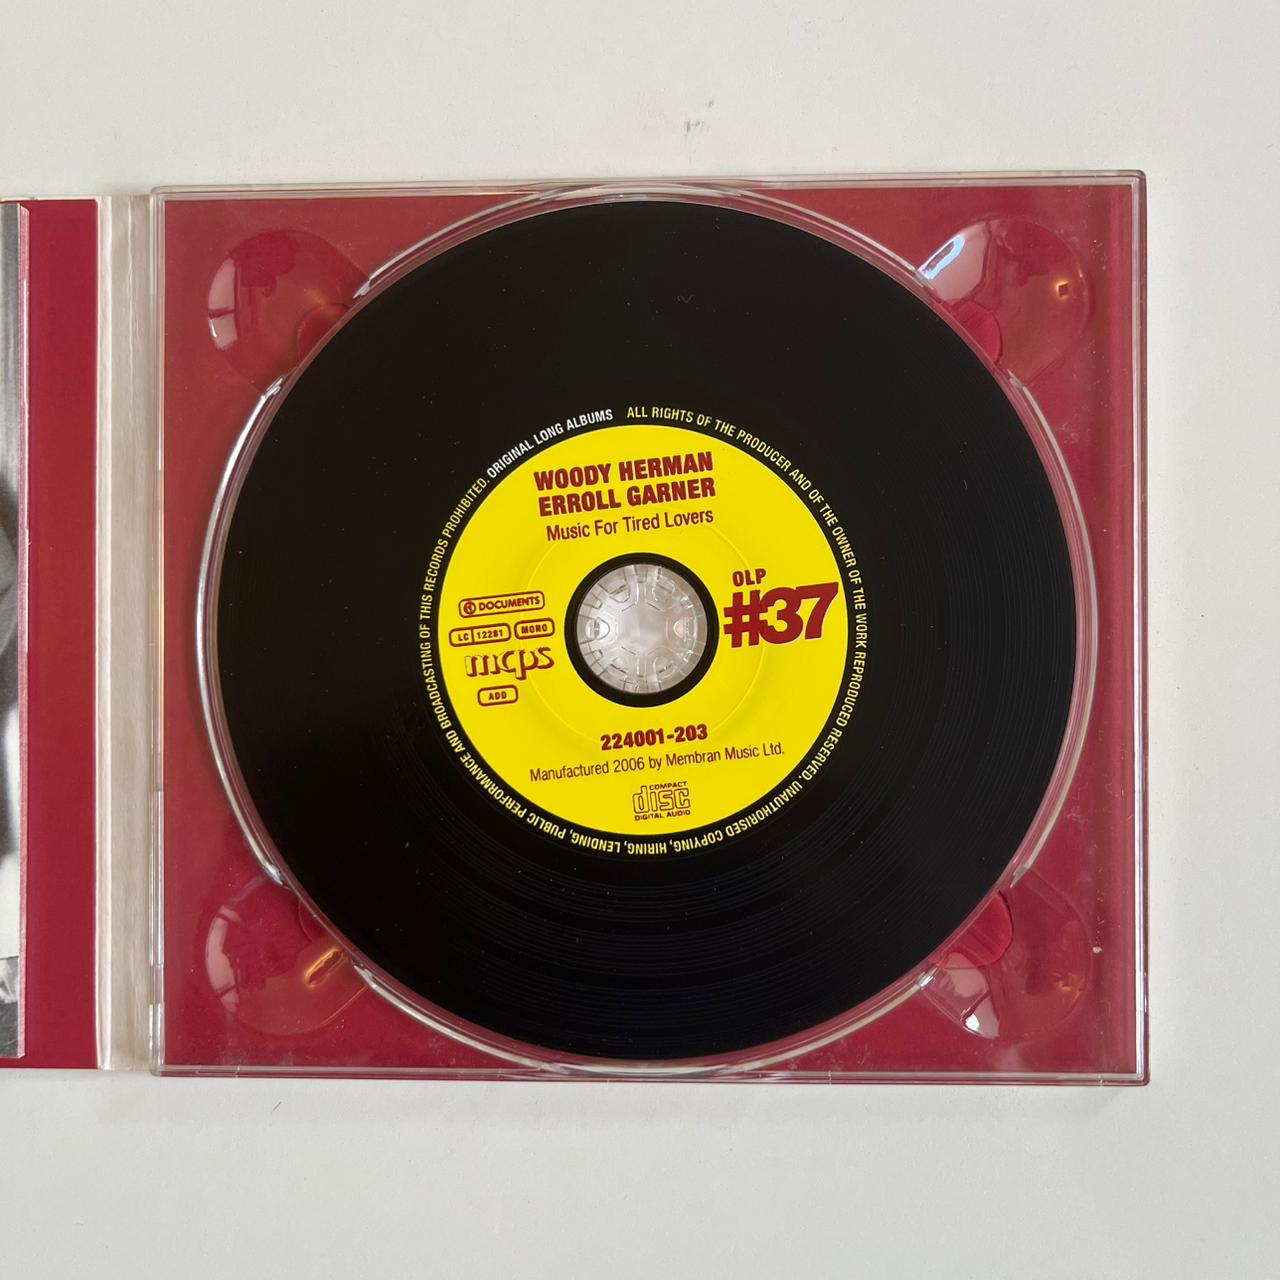 WOODY HERMAN
ERROLL GARNER
Music For Tired Lovers
OLP
#37
DOCUMENTS
LC 12281 MONO
mcps
ADD
224001-203
Manufactured 2006 by Membran Music Ltd.
COMPACT
disc
DIGITAL AUDIO
ALL RIGHTS OF THE PRODUCER AND OF THE OWNER OF THE WORK REPRODUCED RESERVED. UNAUTHORISED COPYING, HIRING, LENDING, PUBLIC PERFORMANCE AND BROADCASTING OF THIS RECORDS PROHIBITED. ORIGINAL LONG ALBUMS